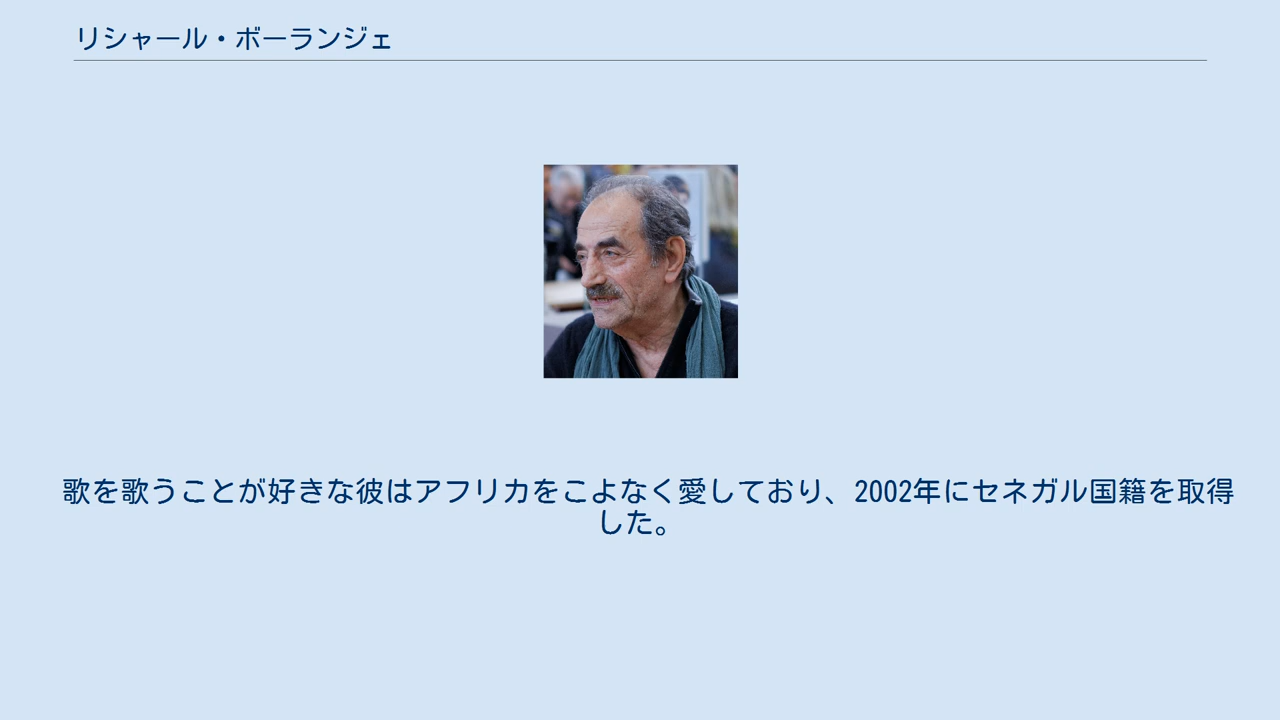 リシャール・ボーランジェ
歌を歌うことが好きな彼はアフリカをこよなく愛しており、2002年にセネガル国籍を取得
した。